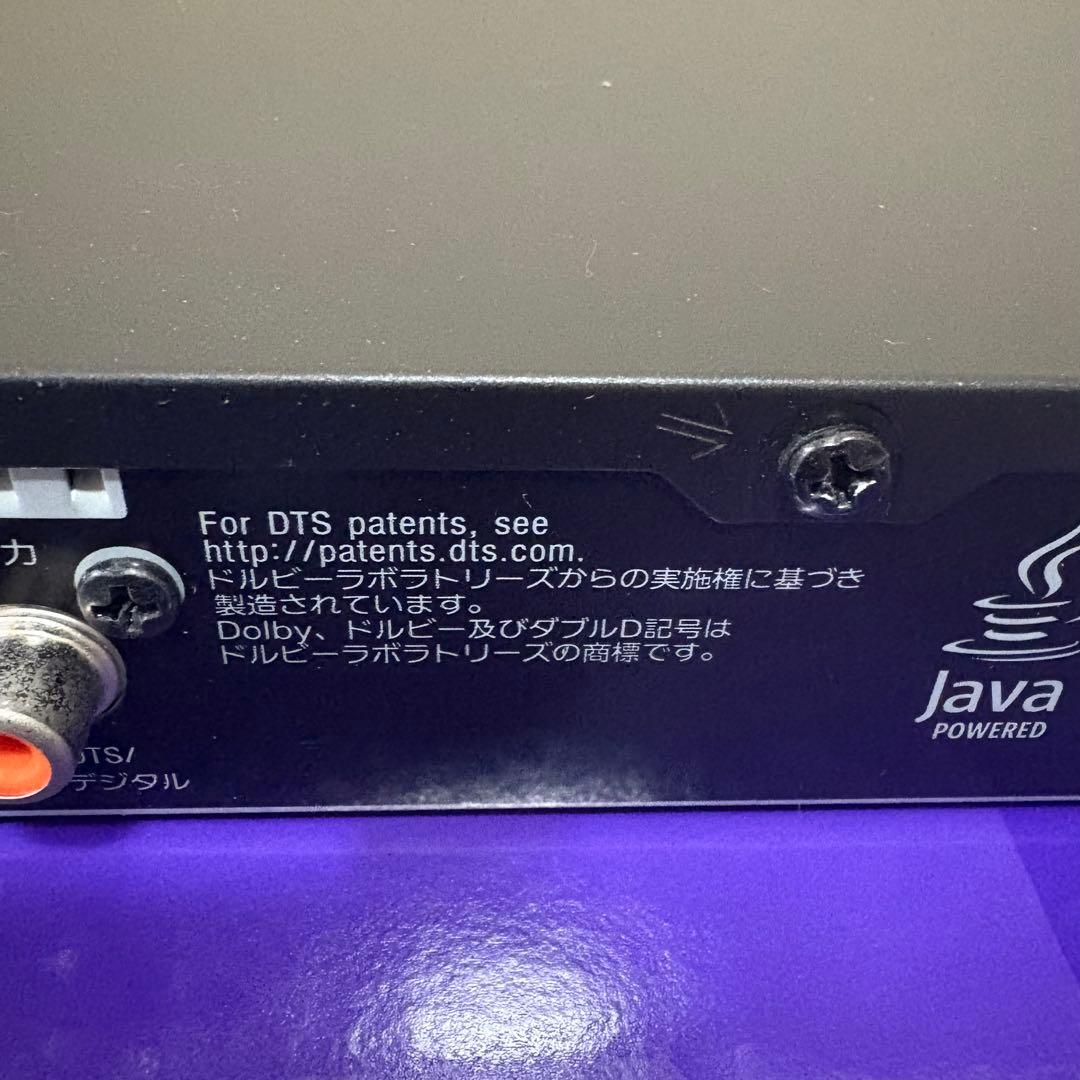 For DTS patents, see
http://patents.dts.com.
ドルビーラボラトリーズからの実施権に基づき
製造されています。
Dolby、ドルビー及びダブルD記号は
ドルビーラボラトリーズの商標です。
力
DTS/
デジタル
Java
POWERED